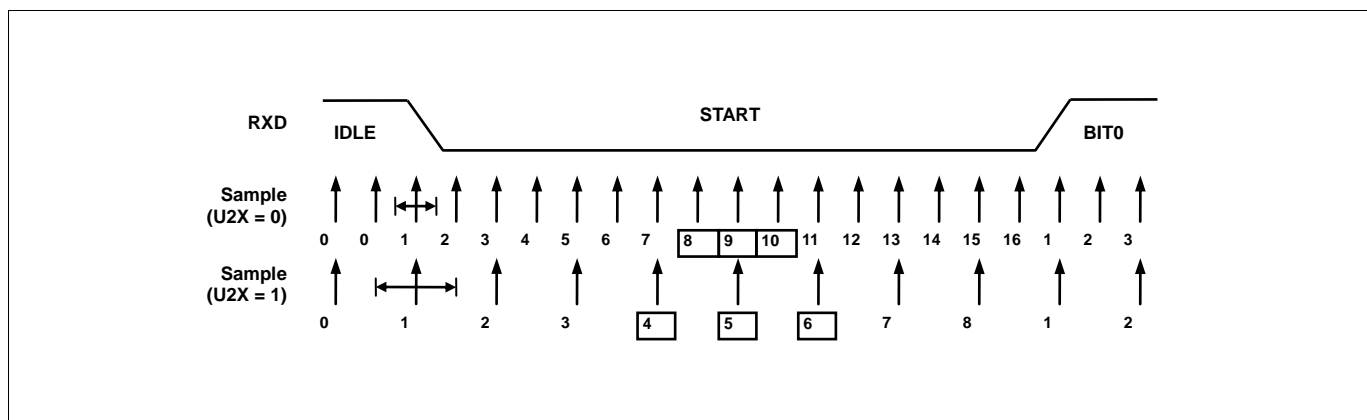 RXD
IDLE
START
BIT0
Sample
(U2X = 0)
0 0 1 2 3 4 5 6 7 8 9 10 11 12 13 14 15 16 1 2 3
Sample
(U2X = 1)
0 1 2 3 4 5 6 7 8 1 2